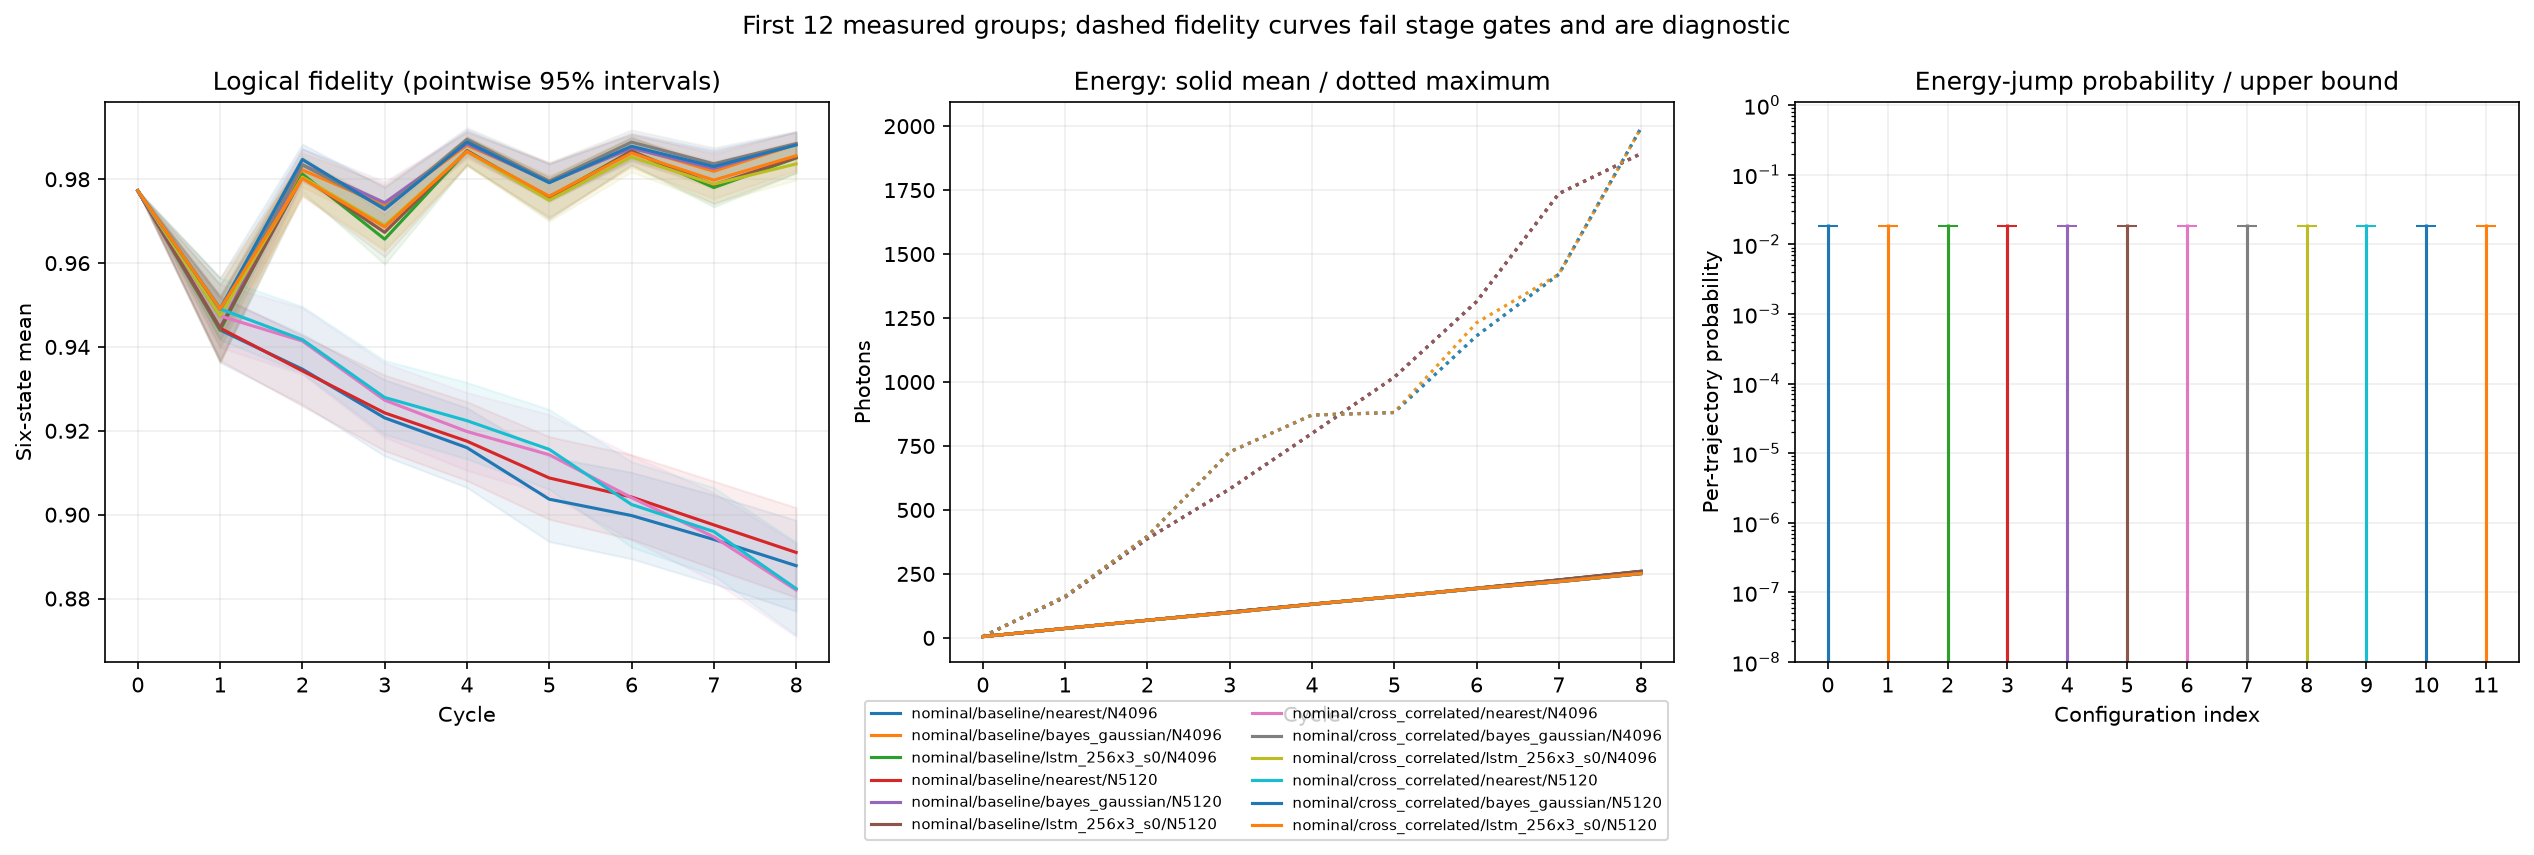 First 12 measured groups; dashed fidelity curves fail stage gates and are diagnostic
Logical fidelity (pointwise 95% intervals)
Six-state mean
0.98
0.96
0.94
0.92
0.90
0.88
0 1 2 3 4 5 6 7 8
Cycle
Energy: solid mean / dotted maximum
Photons
2000
1750
1500
1250
1000
750
500
250
0
0 1 2 3 4 5 6 7 8
Cycle
Energy-jump probability / upper bound
Per-trajectory probability
10⁰
10⁻¹
10⁻²
10⁻³
10⁻⁴
10⁻⁵
10⁻⁶
10⁻⁷
10⁻⁸
0 1 2 3 4 5 6 7 8 9 10 11
Configuration index
nominal/baseline/nearest/N4096
nominal/baseline/bayes_gaussian/N4096
nominal/baseline/lstm_256x3_s0/N4096
nominal/baseline/nearest/N5120
nominal/baseline/bayes_gaussian/N5120
nominal/baseline/lstm_256x3_s0/N5120
nominal/cross_correlated/nearest/N4096
nominal/cross_correlated/bayes_gaussian/N4096
nominal/cross_correlated/lstm_256x3_s0/N4096
nominal/cross_correlated/nearest/N5120
nominal/cross_correlated/bayes_gaussian/N5120
nominal/cross_correlated/lstm_256x3_s0/N5120